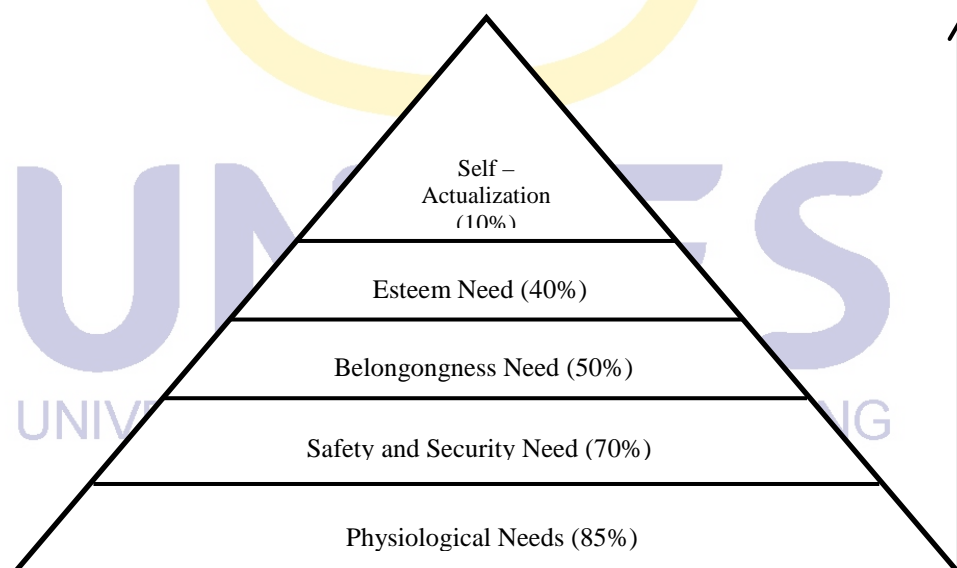 Self –
Actualization
(10%)
Esteem Need (40%)
Belongongness Need (50%)
Safety and Security Need (70%)
Physiological Needs (85%)